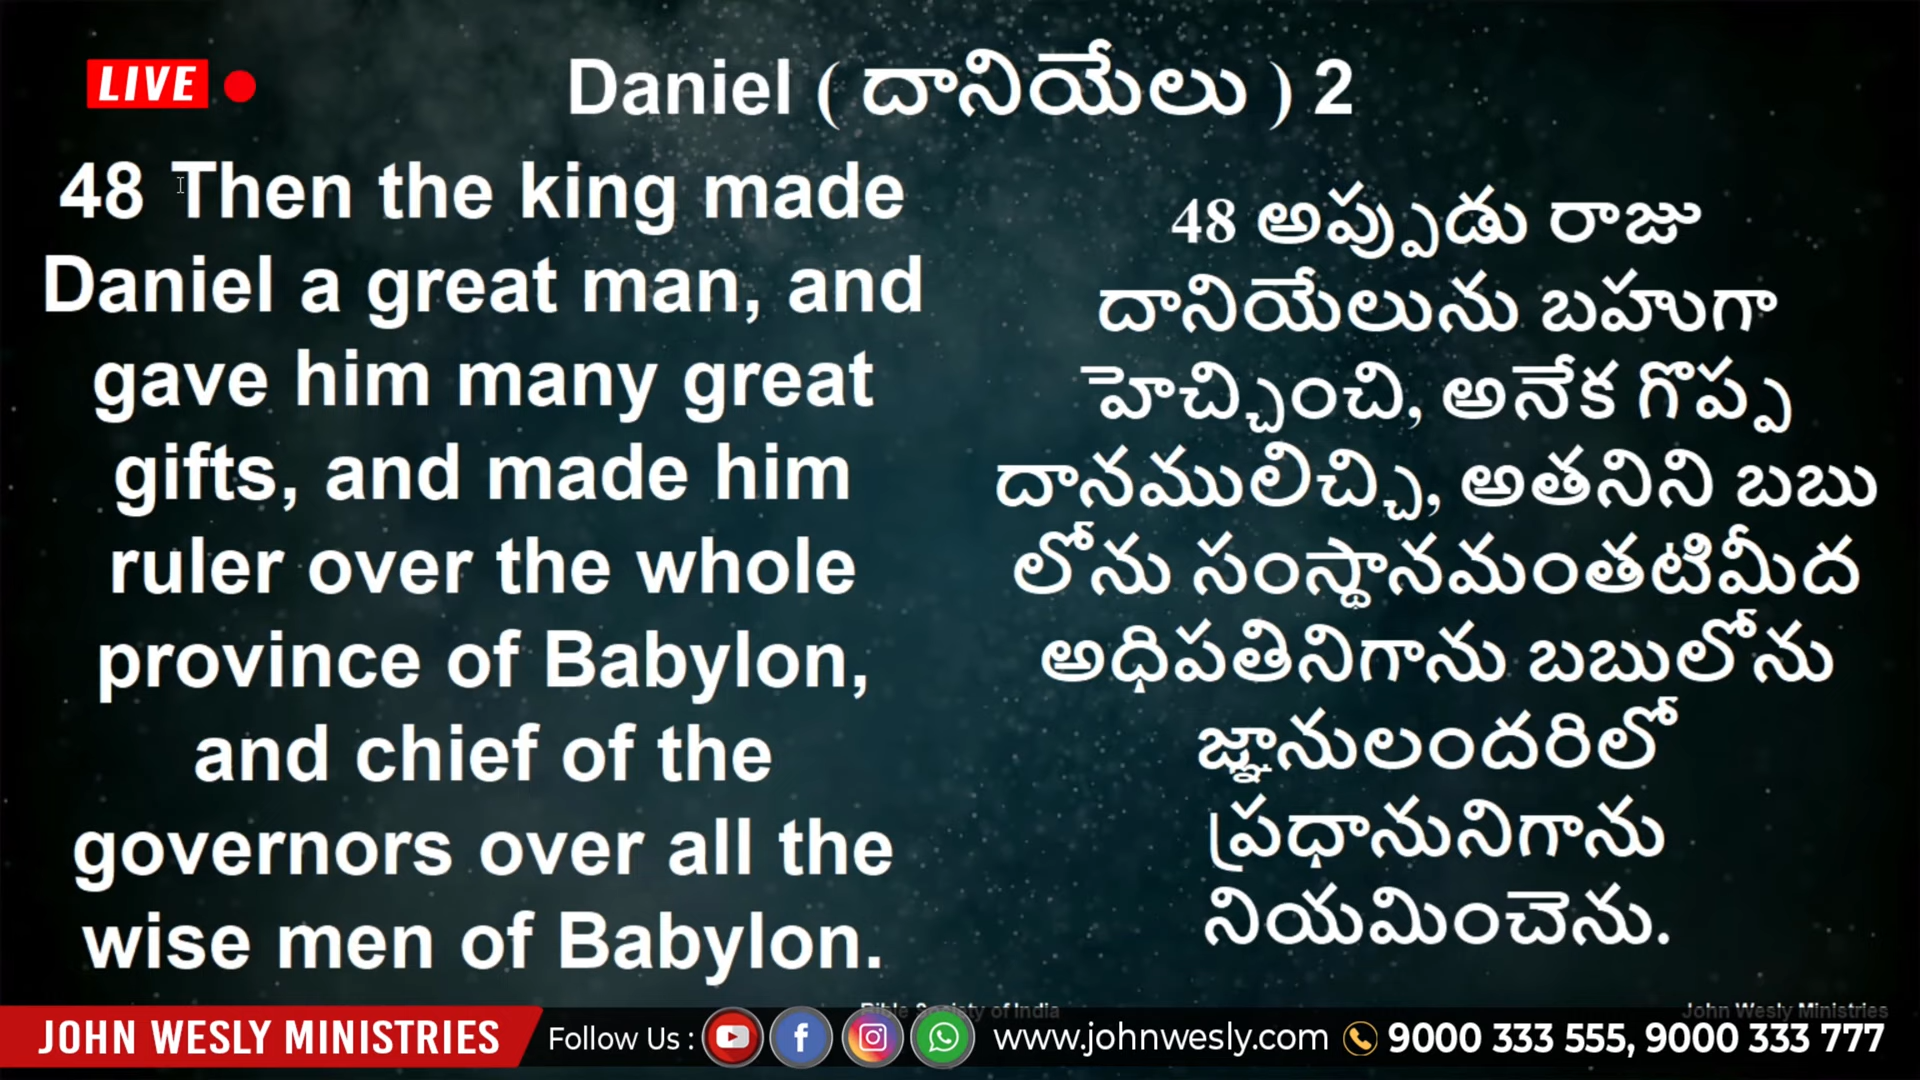 LIVE
Daniel ( దానియేలు ) 2
48 Then the king made
Daniel a great man, and
gave him many great
gifts, and made him
ruler over the whole
province of Babylon,
and chief of the
governors over all the
wise men of Babylon.
48 అప్పుడు రాజు
దానియేలును బహుగా
హెచ్చించి, అనేక గొప్ప
దానములిచ్చి, అతనిని బబు
లోను సంస్థానమంతటిమీద
అధిపతినిగాను బబులోను
జ్ఞానులందరిలో
ప్రధానునిగాను
నియమించెను.
Bible Society of India
John Wesly Ministries
JOHN WESLY MINISTRIES
Follow Us :
www.johnwesly.com
9000 333 555, 9000 333 777